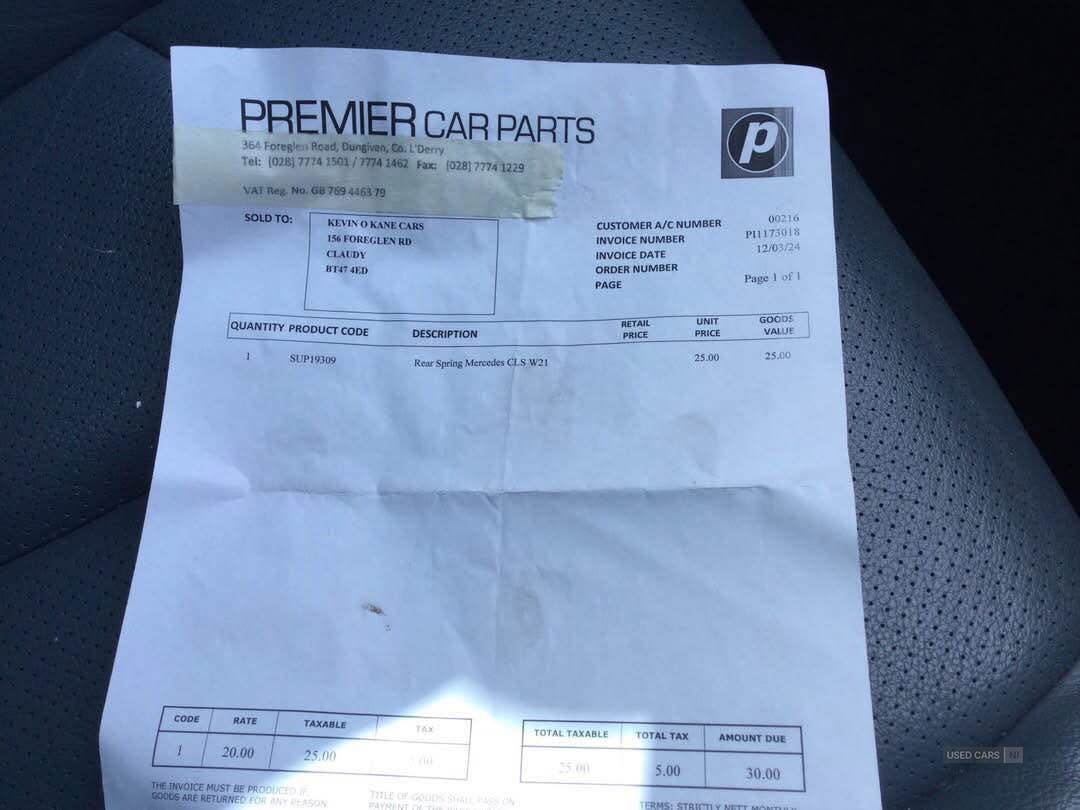 PREMIER CAR PARTS
p
364 Foreglen Road, Dungiven, Co. L'Derry
Tel: (028) 7774 1501 / 7774 1462 Fax: (028) 7774 1229
VAT Reg. No. GB 769 4463 79
SOLD TO:
KEVIN O KANE CARS
156 FOREGLEN RD
CLAUDY
BT47 4ED
CUSTOMER A/C NUMBER 00216
INVOICE NUMBER PI1173018
INVOICE DATE 12/03/24
ORDER NUMBER
PAGE Page 1 of 1
QUANTITY PRODUCT CODE DESCRIPTION RETAIL PRICE UNIT PRICE GOODS VALUE
1 SUP19309 Rear Spring Mercedes CLS W21 25.00 25.00
CODE RATE TAXABLE TAX
1 20.00 25.00 5.00
TOTAL TAXABLE TOTAL TAX AMOUNT DUE
25.00 5.00 30.00
THE INVOICE MUST BE PRODUCED IF
GOODS ARE RETURNED FOR ANY REASON
TITLE OF GOODS SHALL PASS ON
PAYMENT OF THE
TERMS: STRICTLY NETT MONTHLY
USED CARS NI